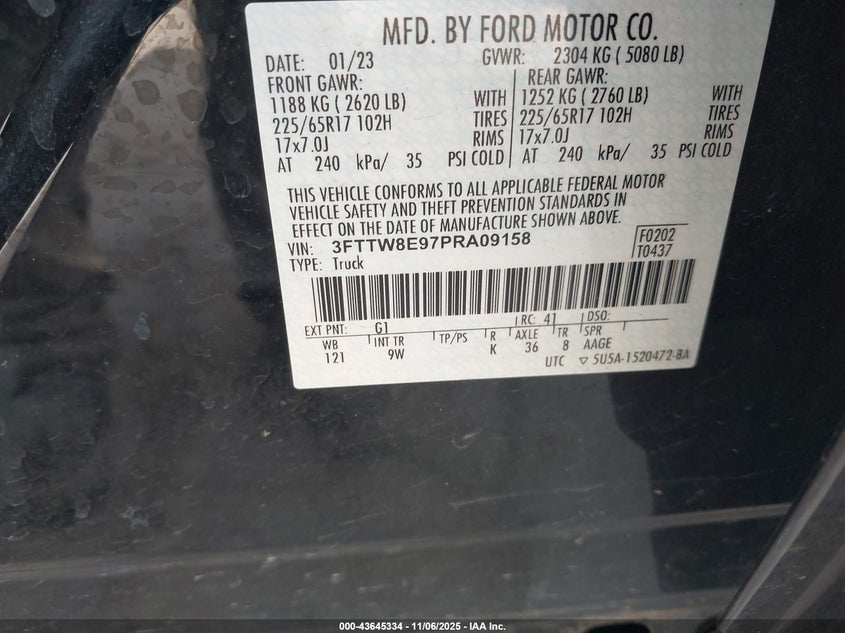 MFD. BY FORD MOTOR CO.
DATE: 01/23 GVWR: 2304 KG ( 5080 LB)
FRONT GAWR: REAR GAWR:
1188 KG ( 2620 LB) WITH 1252 KG ( 2760 LB) WITH
225/65R17 102H TIRES 225/65R17 102H TIRES
17x7.0J RIMS 17x7.0J RIMS
AT 240 kPa/ 35 PSI COLD AT 240 kPa/ 35 PSI COLD
THIS VEHICLE CONFORMS TO ALL APPLICABLE FEDERAL MOTOR
VEHICLE SAFETY AND THEFT PREVENTION STANDARDS IN
EFFECT ON THE DATE OF MANUFACTURE SHOWN ABOVE.
VIN: 3FTTW8E97PRA09158 F0202
TYPE: Truck T0437
EXT PNT: G1 RC: 41 DSO:
WB INT TR TP/PS R AXLE TR SPR
121 9W K 36 8 AAGE
UTC ▽ 5U5A-1520472-BA
000-43645334 - 11/06/2025 - IAA Inc.